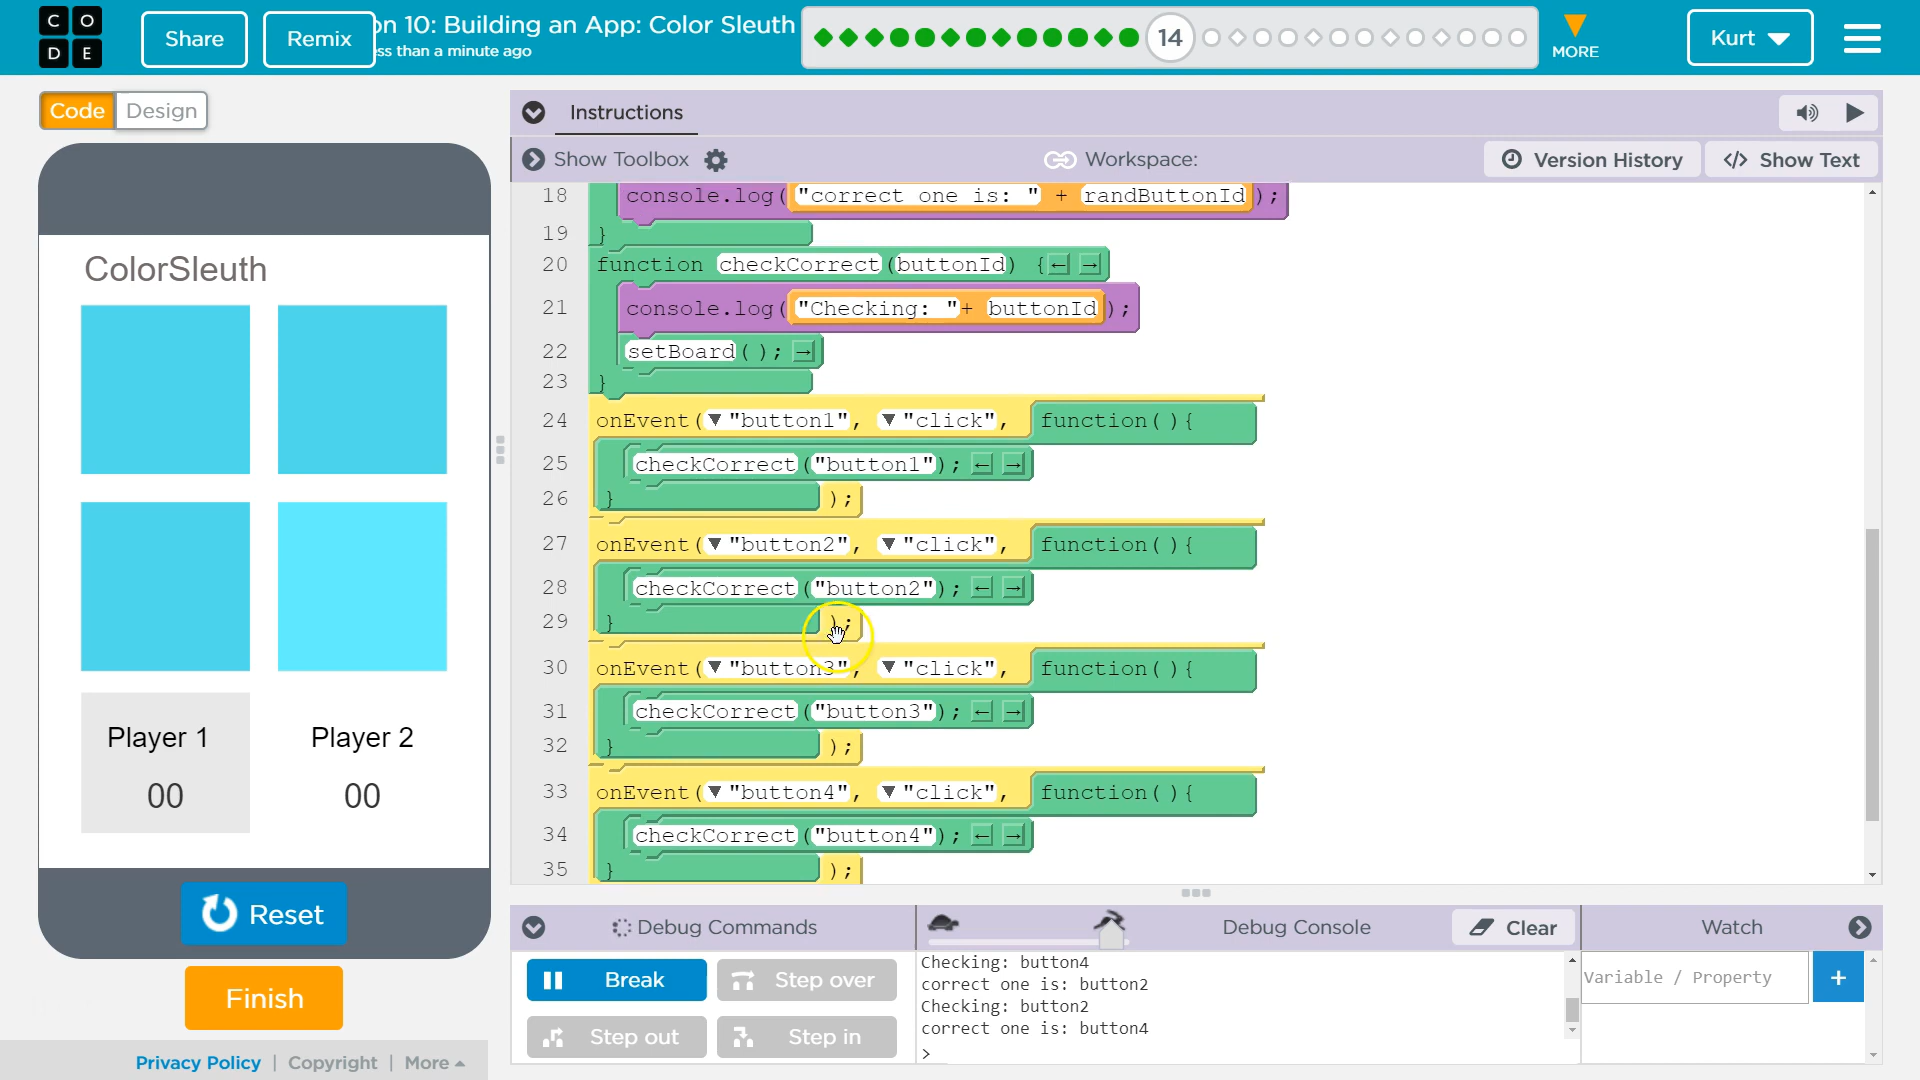 CODE
Share
Remix
on 10: Building an App: Color Sleuth
ess than a minute ago
14
MORE
Kurt
Code
Design
Instructions
Show Toolbox
Workspace:
Version History
</> Show Text
ColorSleuth
Player 1
00
Player 2
00
Reset
Finish
Privacy Policy | Copyright | More
18 console.log("correct one is: " + randButtonId);
19 }
20 function checkCorrect(buttonId) {← →
21 console.log("Checking: "+ buttonId);
22 setBoard(); →
23 }
24 onEvent(▼"button1", ▼"click", function(){
25 checkCorrect("button1"); ← →
26 } );
27 onEvent(▼"button2", ▼"click", function(){
28 checkCorrect("button2"); ← →
29 } );
30 onEvent(▼"button3", ▼"click", function(){
31 checkCorrect("button3"); ← →
32 } );
33 onEvent(▼"button4", ▼"click", function(){
34 checkCorrect("button4"); ← →
35 } );
Debug Commands
Break
Step over
Step out
Step in
Debug Console
Clear
Checking: button4
correct one is: button2
Checking: button2
correct one is: button4
>
Watch
Variable / Property
+